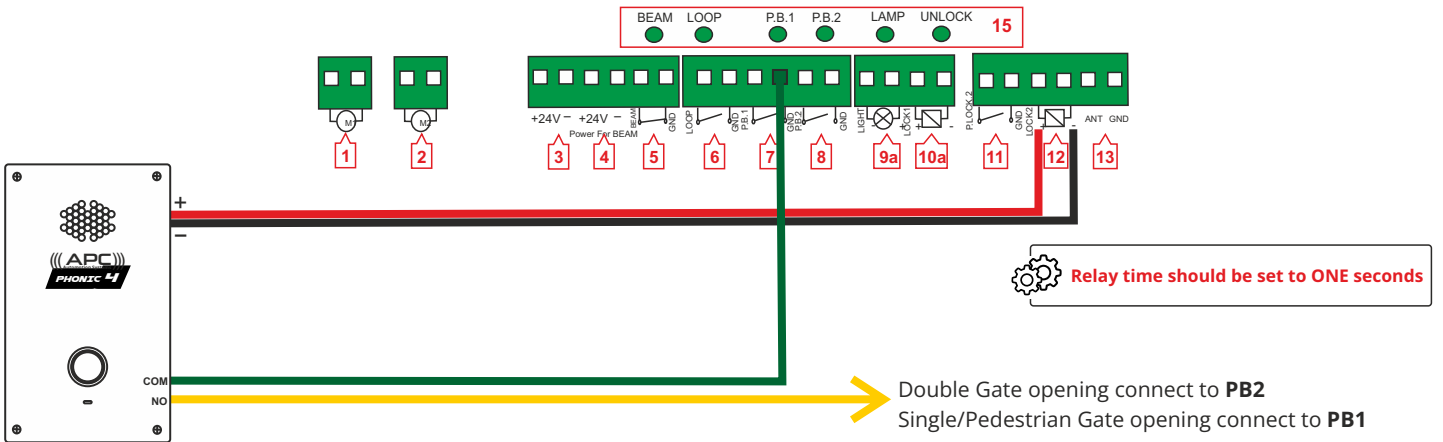 BEAM LOOP P.B.1 P.B.2 LAMP UNLOCK 15
M1 M2
+24V − +24V −
Power For BEAM
BEAM GND LOOP GND P.B.1 GND P.B.2 GND LIGHT - + LOCK1 + - P.LOCK.2 GND LOCK2 + - ANT GND
1 2 3 4 5 6 7 8 9a 10a 11 12 13
+
−
(((APC)))
PHONIC 4
Relay time should be set to ONE seconds
COM
NO
Double Gate opening connect to PB2
Single/Pedestrian Gate opening connect to PB1